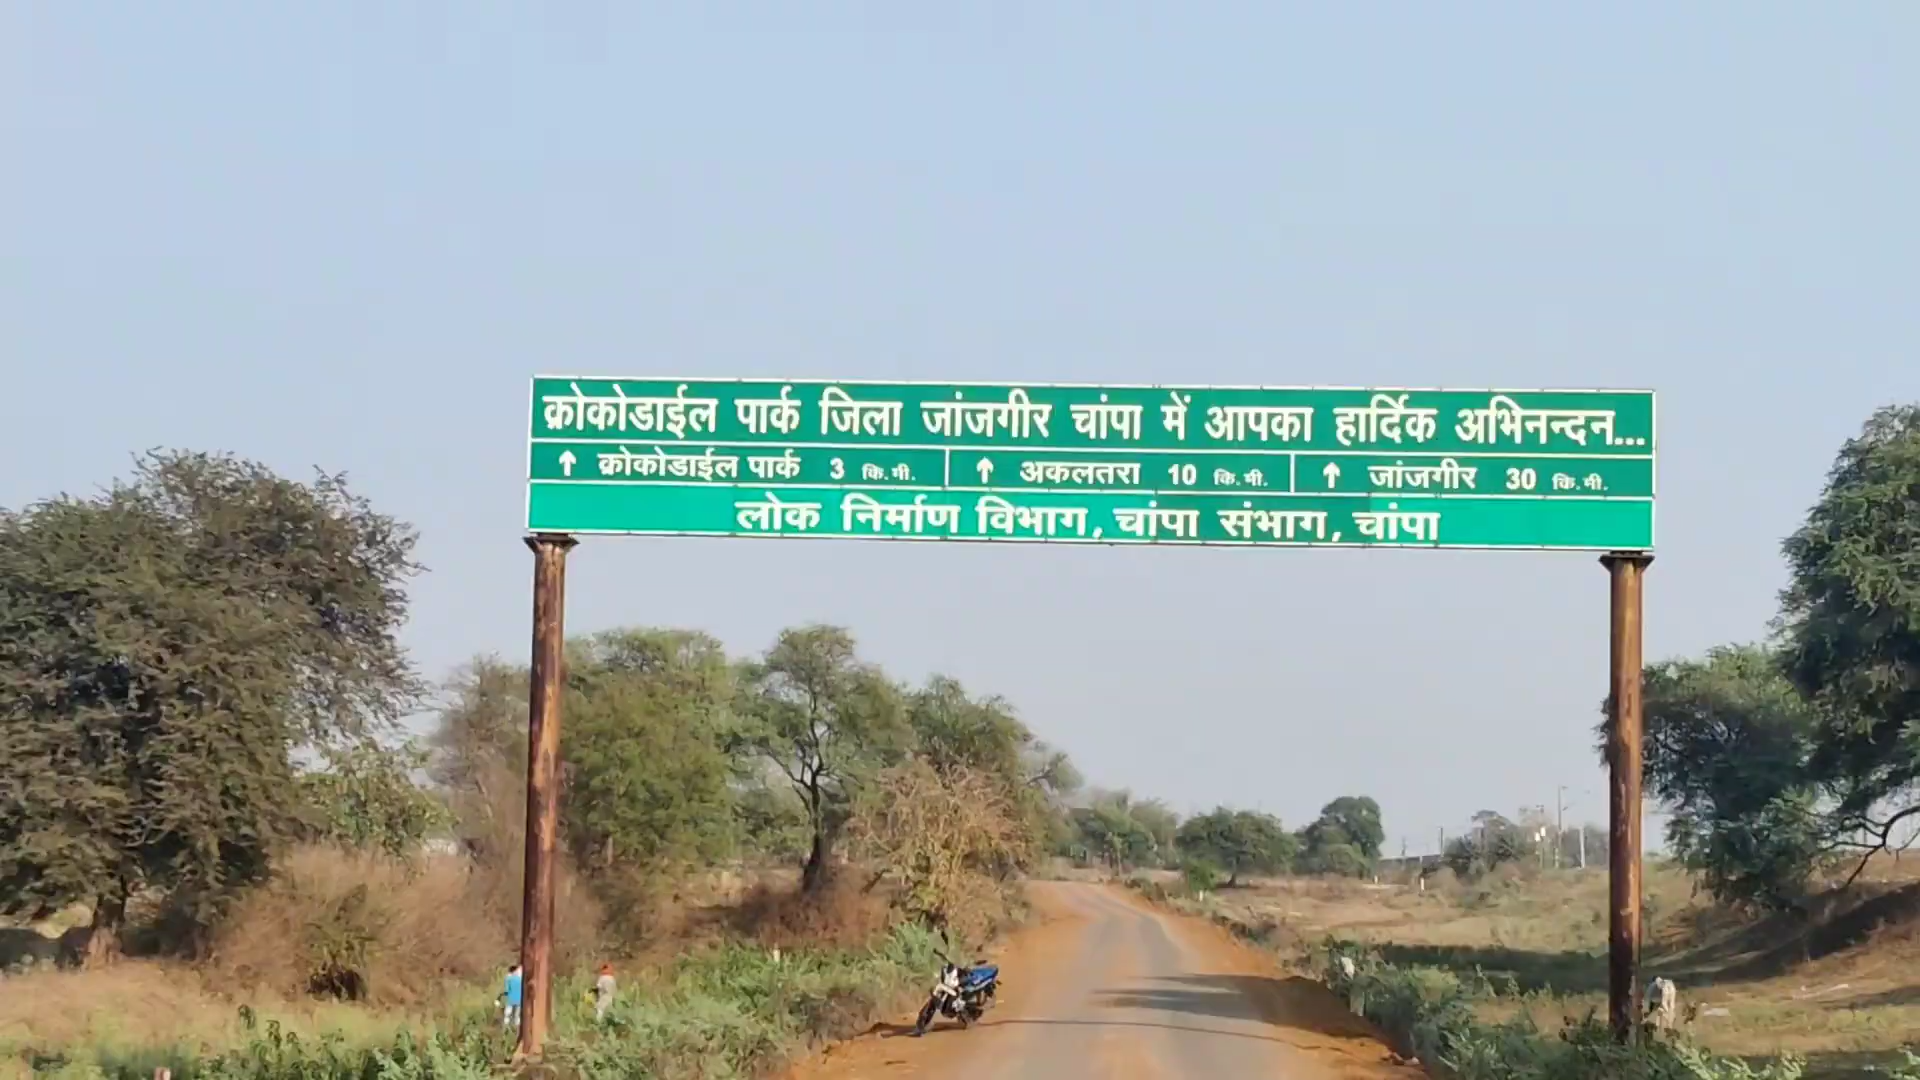 क्रोकोडाईल पार्क जिला जांजगीर चांपा में आपका हार्दिक अभिनन्दन...
↑ क्रोकोडाईल पार्क 3 कि.मी. ↑ अकलतरा 10 कि.मी. ↑ जांजगीर 30 कि.मी.
लोक निर्माण विभाग, चांपा संभाग, चांपा